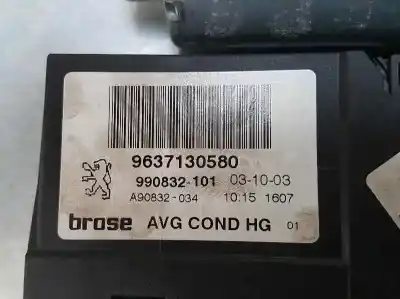 9637130580
990832-101 03-10-03
A90832-034 10:15 1607
brose AVG COND HG 01